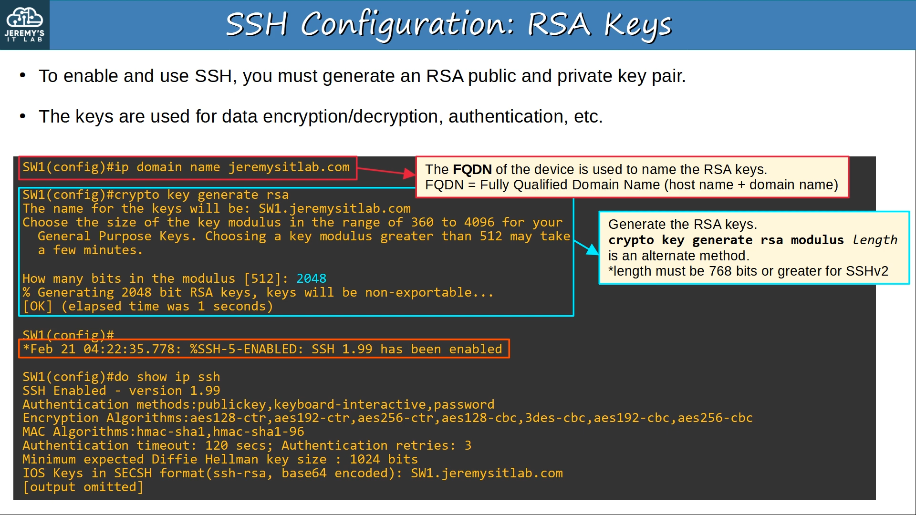 JEREMY'S
IT LAB
SSH Configuration: RSA Keys
• To enable and use SSH, you must generate an RSA public and private key pair.
• The keys are used for data encryption/decryption, authentication, etc.
SW1(config)#ip domain name jeremysitlab.com
The FQDN of the device is used to name the RSA keys.
FQDN = Fully Qualified Domain Name (host name + domain name)
SW1(config)#crypto key generate rsa
The name for the keys will be: SW1.jeremysitlab.com
Choose the size of the key modulus in the range of 360 to 4096 for your
General Purpose Keys. Choosing a key modulus greater than 512 may take
a few minutes.
How many bits in the modulus [512]: 2048
% Generating 2048 bit RSA keys, keys will be non-exportable...
[OK] (elapsed time was 1 seconds)
Generate the RSA keys.
crypto key generate rsa modulus length
is an alternate method.
*length must be 768 bits or greater for SSHv2
SW1(config)#
*Feb 21 04:22:35.778: %SSH-5-ENABLED: SSH 1.99 has been enabled
SW1(config)#do show ip ssh
SSH Enabled - version 1.99
Authentication methods:publickey,keyboard-interactive,password
Encryption Algorithms:aes128-ctr,aes192-ctr,aes256-ctr,aes128-cbc,3des-cbc,aes192-cbc,aes256-cbc
MAC Algorithms:hmac-sha1,hmac-sha1-96
Authentication timeout: 120 secs; Authentication retries: 3
Minimum expected Diffie Hellman key size : 1024 bits
IOS Keys in SECSH format(ssh-rsa, base64 encoded): SW1.jeremysitlab.com
[output omitted]